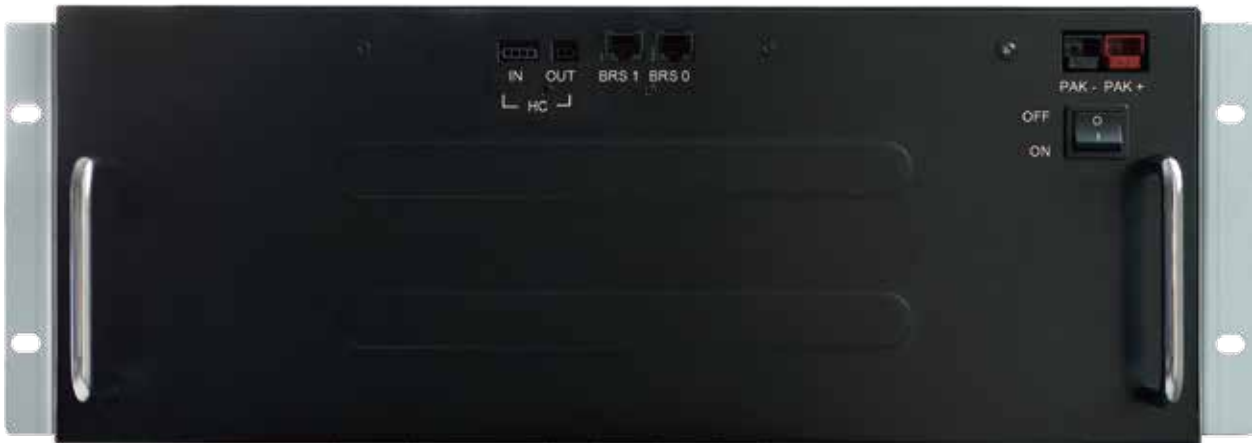 IN OUT BRS 1 BRS 0
HC
PAK - PAK +
OFF
O
I
ON